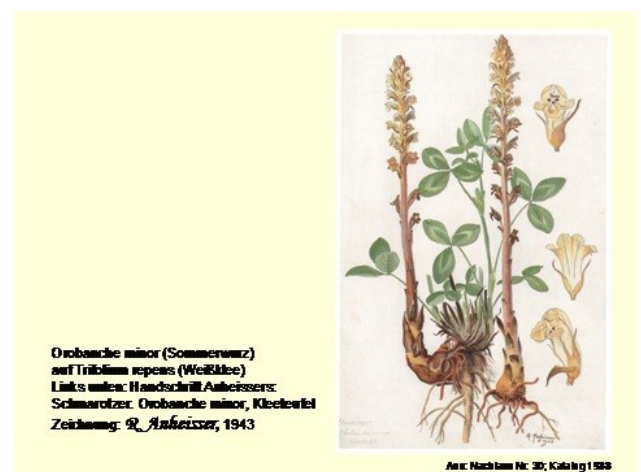 Orobanche minor (Sommerwurz)
auf Trifolium repens (Weißklee)
Links unten: Handschrift Anheissers:
Schmarotzer: Orobanche minor, Kleeteufel
Zeichnung: R. Anheisser, 1943
Aus: Nachlass Nr. 30; Katalog 1988